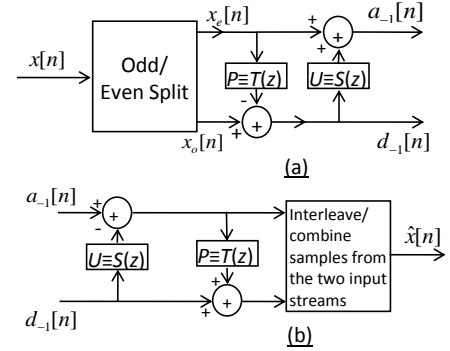 x_e[n] + a_{-1}[n]
+
x[n] Odd/
Even Split
P≡T(z) U≡S(z)
-
+ +
x_o[n] d_{-1}[n]
(a)
a_{-1}[n] + +
-
U≡S(z) P≡T(z)
+
+ +
d_{-1}[n]
Interleave/
combine
samples from
the two input
streams
x̂[n]
(b)